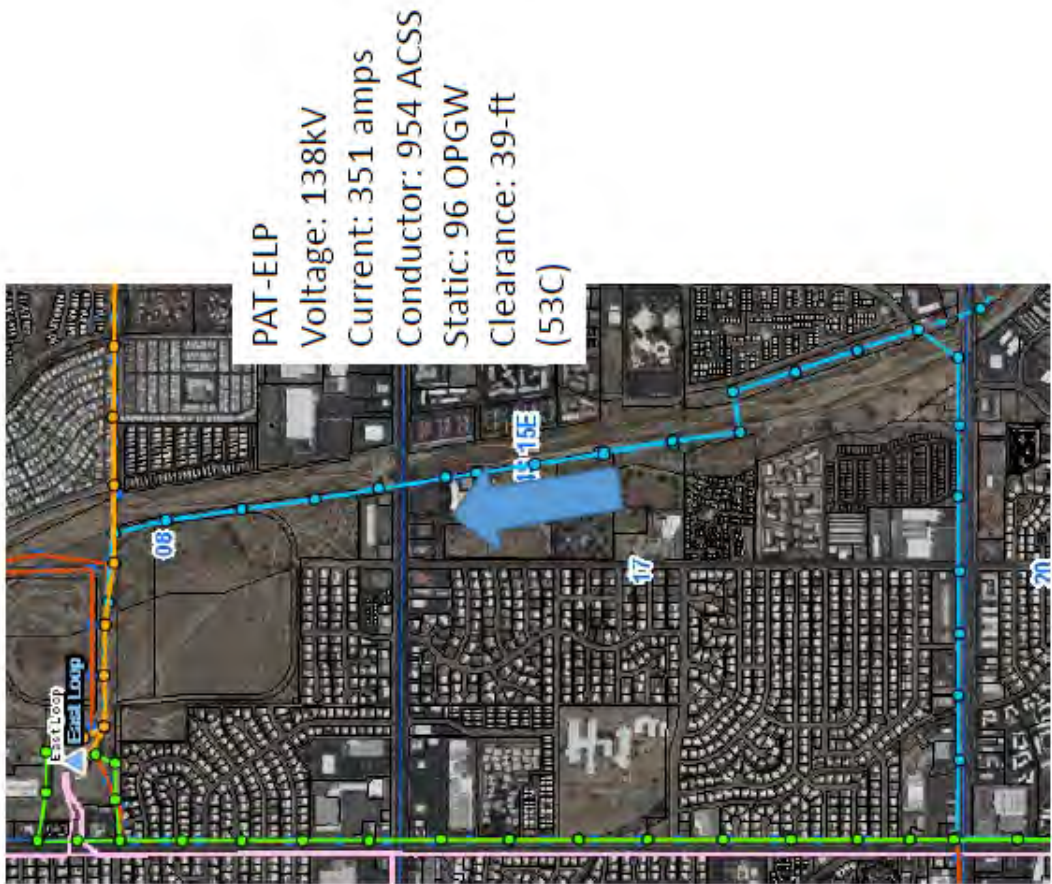 PAT-ELP
Voltage: 138kV
Current: 351 amps
Conductor: 954 ACSS
Static: 96 OPGW
Clearance: 39-ft
(53C)
East Loop
East Loop
08
15E
17
20